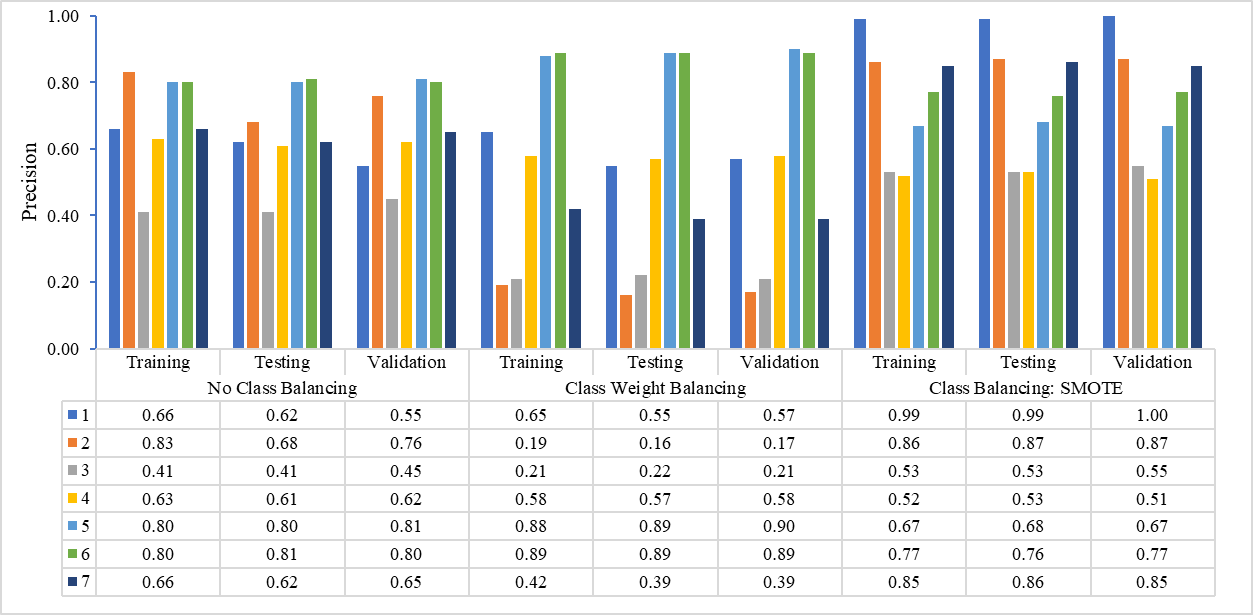 1.00
0.80
0.60
0.40
0.20
0.00
Precision
Training Testing Validation Training Testing Validation Training Testing Validation
No Class Balancing Class Weight Balancing Class Balancing: SMOTE
1 0.66 0.62 0.55 0.65 0.55 0.57 0.99 0.99 1.00
2 0.83 0.68 0.76 0.19 0.16 0.17 0.86 0.87 0.87
3 0.41 0.41 0.45 0.21 0.22 0.21 0.53 0.53 0.55
4 0.63 0.61 0.62 0.58 0.57 0.58 0.52 0.53 0.51
5 0.80 0.80 0.81 0.88 0.89 0.90 0.67 0.68 0.67
6 0.80 0.81 0.80 0.89 0.89 0.89 0.77 0.76 0.77
7 0.66 0.62 0.65 0.42 0.39 0.39 0.85 0.86 0.85